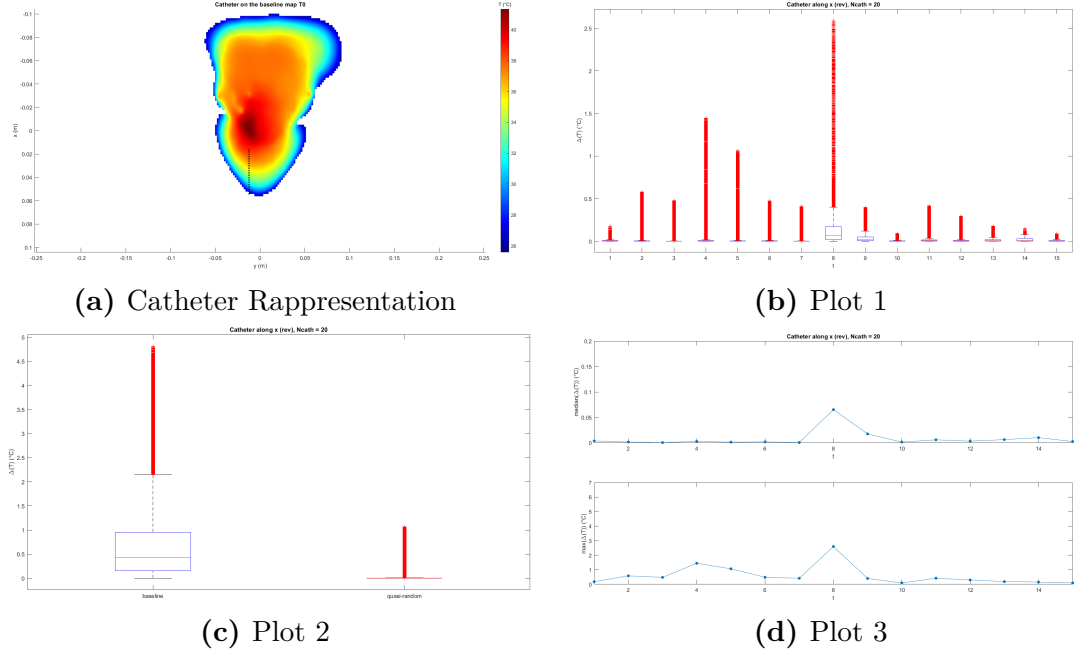 Catheter on the baseline map T0
T (°C)
-0.1
-0.08
-0.06
-0.04
-0.02
0
0.02
0.04
0.06
0.08
0.1
x (m)
-0.25 -0.2 -0.15 -0.1 -0.05 0 0.05 0.1 0.15 0.2 0.25
y (m)
40
38
36
34
32
30
28
26
(a) Catheter Rappresentation
Catheter along x (rev), Ncath = 20
Δ(T) (°C)
2.5
2
1.5
1
0.5
0
1 2 3 4 5 6 7 8 9 10 11 12 13 14 15
t
(b) Plot 1
Catheter along x (rev), Ncath = 20
Δ(T) (°C)
5
4.5
4
3.5
3
2.5
2
1.5
1
0.5
0
baseline quasi-random
(c) Plot 2
Catheter along x (rev), Ncath = 20
median(Δ(T)) (°C)
0.2
0.15
0.1
0.05
0
2 4 6 8 10 12 14
t
max(Δ(T)) (°C)
7
6
5
4
3
2
1
0
2 4 6 8 10 12 14
t
(d) Plot 3